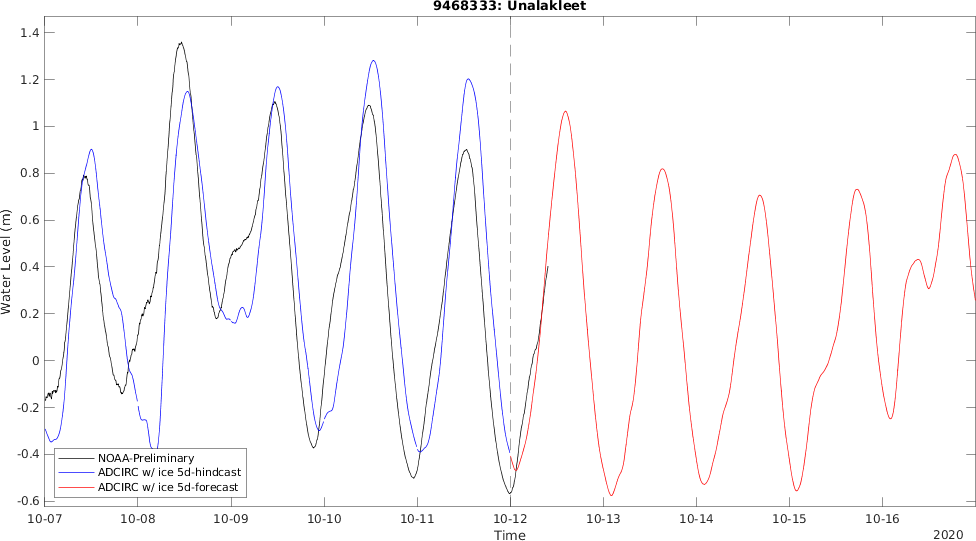 9468333: Unalakleet
Water Level (m)
1.4
1.2
1
0.8
0.6
0.4
0.2
0
-0.2
-0.4
-0.6
NOAA-Preliminary
ADCIRC w/ ice 5d-hindcast
ADCIRC w/ ice 5d-forecast
10-07 10-08 10-09 10-10 10-11 10-12 10-13 10-14 10-15 10-16
Time
2020